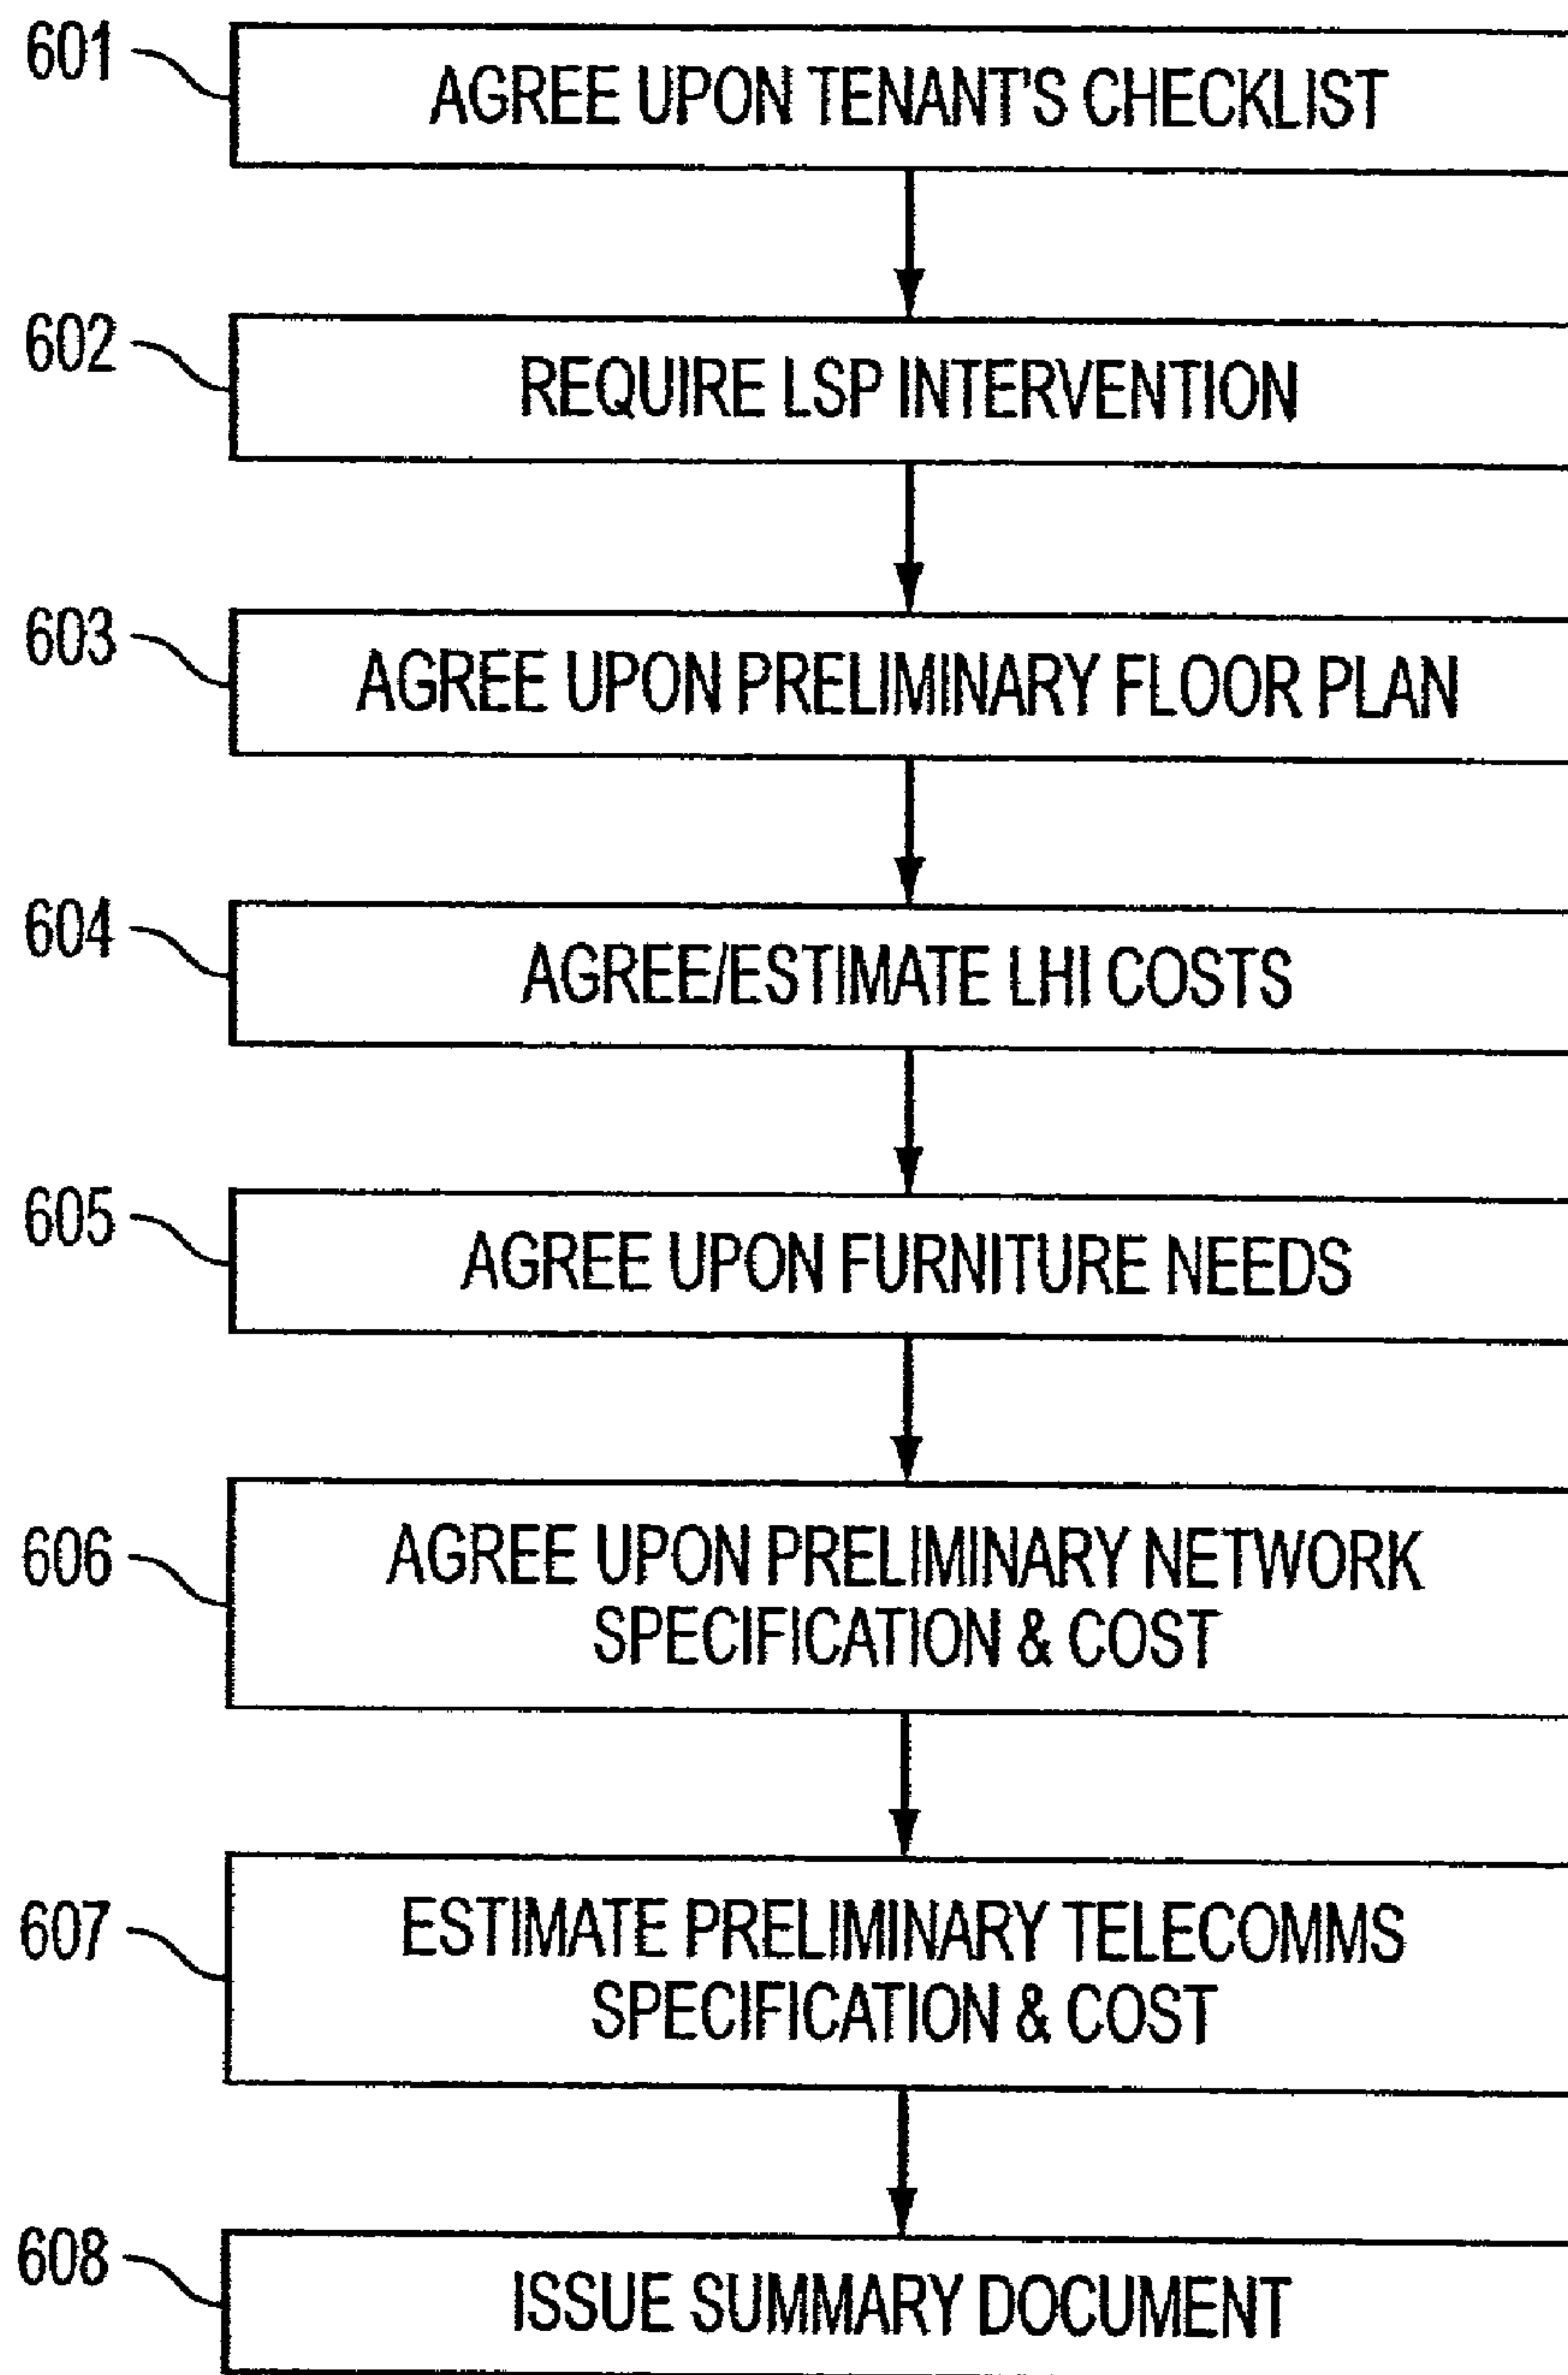 601
AGREE UPON TENANT'S CHECKLIST
602
REQUIRE LSP INTERVENTION
603
AGREE UPON PRELIMINARY FLOOR PLAN
604
AGREE/ESTIMATE LHI COSTS
605
AGREE UPON FURNITURE NEEDS
606
AGREE UPON PRELIMINARY NETWORK
SPECIFICATION & COST
607
ESTIMATE PRELIMINARY TELECOMMS
SPECIFICATION & COST
608
ISSUE SUMMARY DOCUMENT